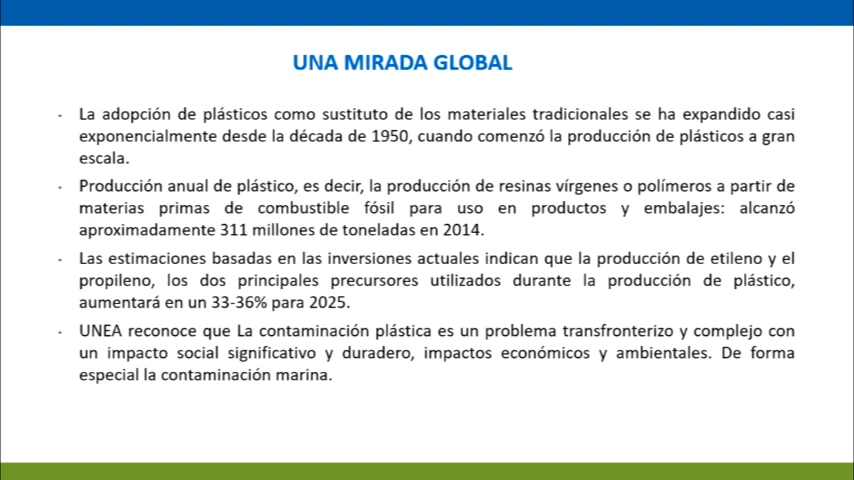 UNA MIRADA GLOBAL
- La adopción de plásticos como sustituto de los materiales tradicionales se ha expandido casi
exponencialmente desde la década de 1950, cuando comenzó la producción de plásticos a gran
escala.
- Producción anual de plástico, es decir, la producción de resinas vírgenes o polímeros a partir de
materias primas de combustible fósil para uso en productos y embalajes: alcanzó
aproximadamente 311 millones de toneladas en 2014.
- Las estimaciones basadas en las inversiones actuales indican que la producción de etileno y el
propileno, los dos principales precursores utilizados durante la producción de plástico,
aumentará en un 33-36% para 2025.
- UNEA reconoce que La contaminación plástica es un problema transfronterizo y complejo con
un impacto social significativo y duradero, impactos económicos y ambientales. De forma
especial la contaminación marina.